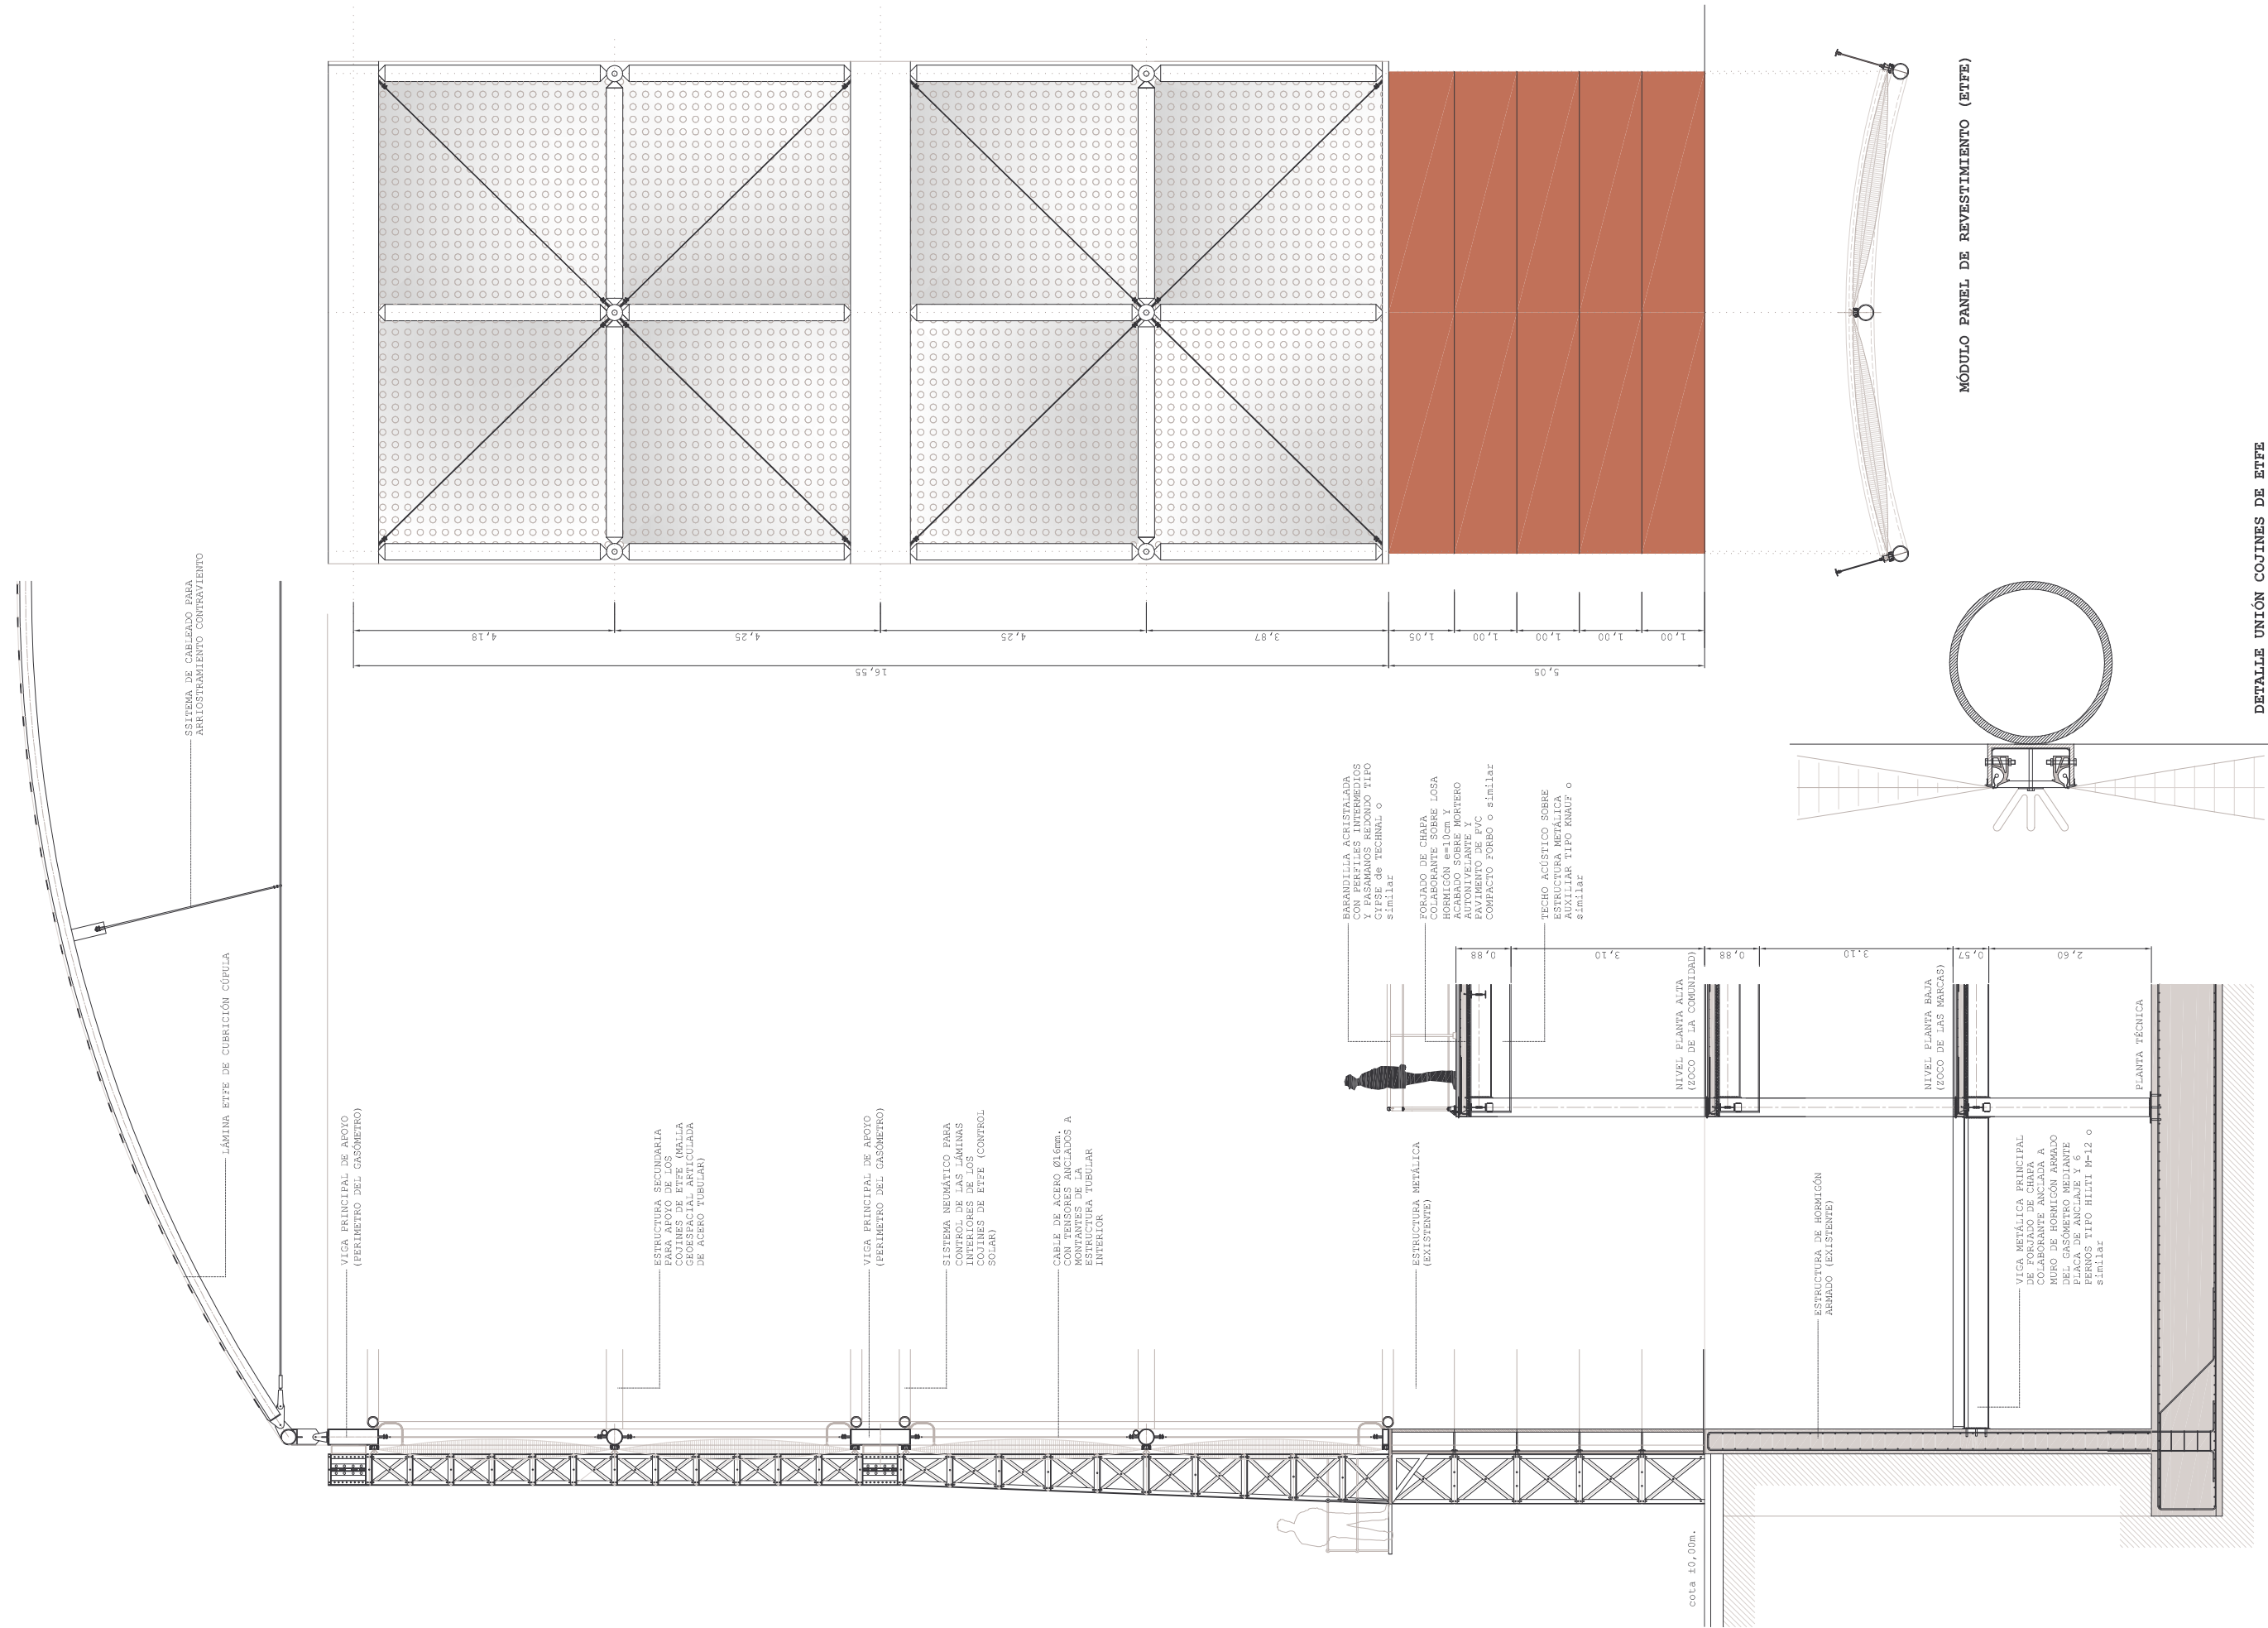 SSITEMA DE CABLEADO PARA
ARRIOSTRAMIENTO CONTRAVIENTO
LÁMINA ETFE DE CUBRICIÓN CÚPULA
VIGA PRINCIPAL DE APOYO
(PERIMETRO DEL GASÓMETRO)
ESTRUCTURA SECUNDARIA
PARA APOYO DE LOS
COJINES DE ETFE (MALLA
GEOESPACIAL ARTICULADA
DE ACERO TUBULAR)
VIGA PRINCIPAL DE APOYO
(PERIMETRO DEL GASÓMETRO)
SISTEMA NEUMÁTICO PARA
CONTROL DE LAS LÁMINAS
INTERIORES DE LOS
COJINES DE ETFE (CONTROL
SOLAR)
CABLE DE ACERO Ø16mm.
CON TENSORES ANCLADOS A
MONTANTES DE LA
ESTRUCTURA TUBULAR
INTERIOR
BARANDILLA ACRISTALADA
CON PERFILES INTERMEDIOS
Y PASAMANOS REDONDO TIPO
GYPSE de TECHNAL o
similar
FORJADO DE CHAPA
COLABORANTE SOBRE LOSA
HORMIGÓN e=10cm Y
ACABADO SOBRE MORTERO
AUTONIVELANTE Y
PAVIMENTO DE PVC
COMPACTO FORBO o similar
TECHO ACÚSTICO SOBRE
ESTRUCTURA METÁLICA
AUXILIAR TIPO KNAUF o
similar
ESTRUCTURA METÁLICA
(EXISTENTE)
NIVEL PLANTA ALTA
(ZOCO DE LA COMUNIDAD)
ESTRUCTURA DE HORMIGÓN
ARMADO (EXISTENTE)
NIVEL PLANTA BAJA
(ZOCO DE LAS MARCAS)
VIGA METÁLICA PRINCIPAL
DE FORJADO DE CHAPA
COLABORANTE ANCLADA A
MURO DE HORMIGÓN ARMADO
DEL GASÓMETRO MEDIANTE
PLACA DE ANCLAJE Y 6
PERNOS TIPO HILTI M-12 o
similar
PLANTA TÉCNICA
cota ±0,00m.
4,18
4,25
4,25
3,87
1,05
1,00
1,00
1,00
1,00
16,55
5,05
0,88
3,10
0,88
3.10
0,57
2,60
MÓDULO PANEL DE REVESTIMIENTO (ETFE)
DETALLE UNIÓN COJINES DE ETFE